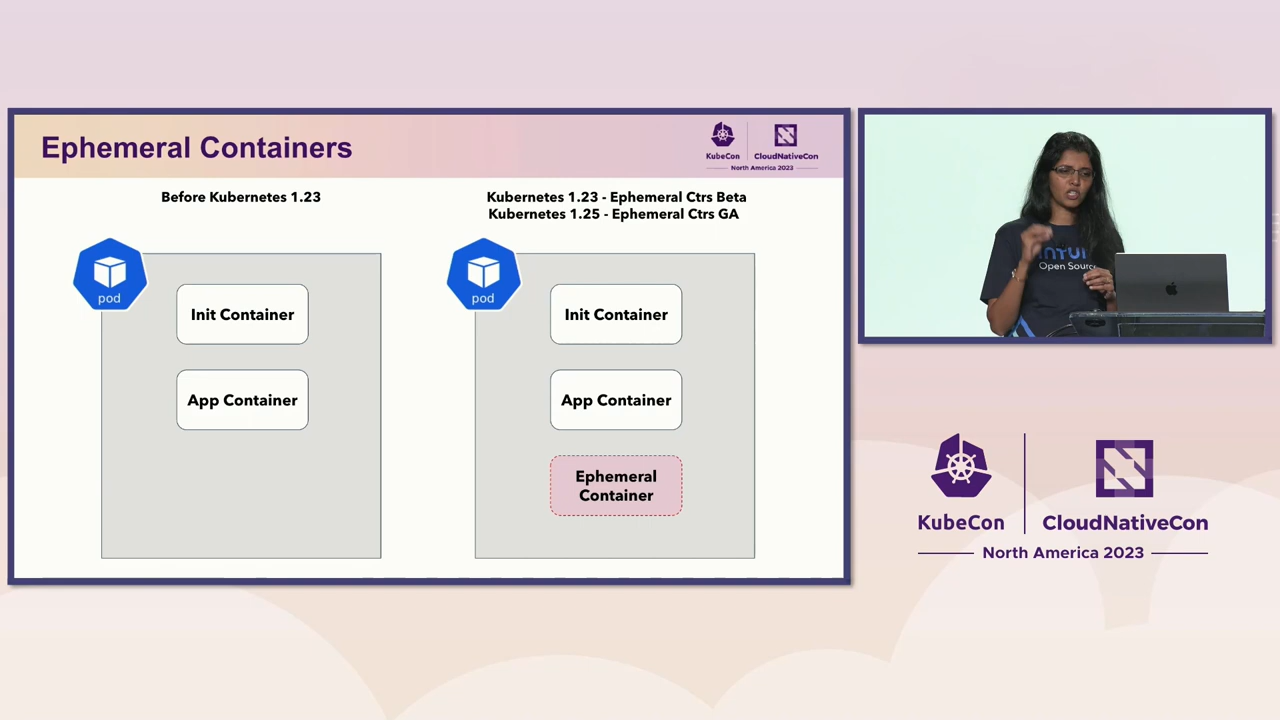 Ephemeral Containers
KubeCon
CloudNativeCon
North America 2023
Before Kubernetes 1.23
Kubernetes 1.23 - Ephemeral Ctrs Beta
Kubernetes 1.25 - Ephemeral Ctrs GA
pod
Init Container
App Container
pod
Init Container
App Container
Ephemeral
Container
INTUI
Open Source
KubeCon
CloudNativeCon
North America 2023